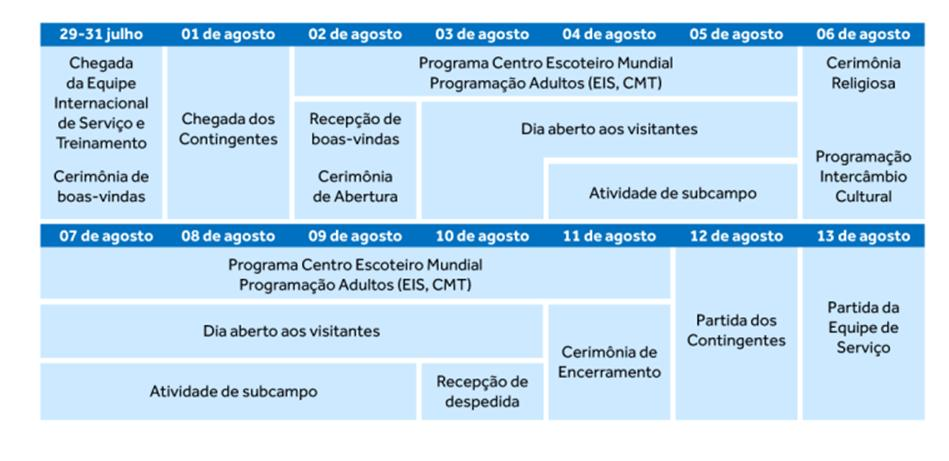 29-31 julho
01 de agosto
02 de agosto
03 de agosto
04 de agosto
05 de agosto
06 de agosto
Chegada
da Equipe
Internacional
de Serviço e
Treinamento
Cerimônia de
boas-vindas
Chegada dos
Contingentes
Programa Centro Escoteiro Mundial
Programação Adultos (EIS, CMT)
Recepção de
boas-vindas
Cerimônia
de Abertura
Dia aberto aos visitantes
Atividade de subcampo
Cerimônia
Religiosa
Programação
Intercâmbio
Cultural
07 de agosto
08 de agosto
09 de agosto
10 de agosto
11 de agosto
12 de agosto
13 de agosto
Programa Centro Escoteiro Mundial
Programação Adultos (EIS, CMT)
Dia aberto aos visitantes
Atividade de subcampo
Recepção de
despedida
Cerimônia de
Encerramento
Partida dos
Contingentes
Partida da
Equipe de
Serviço